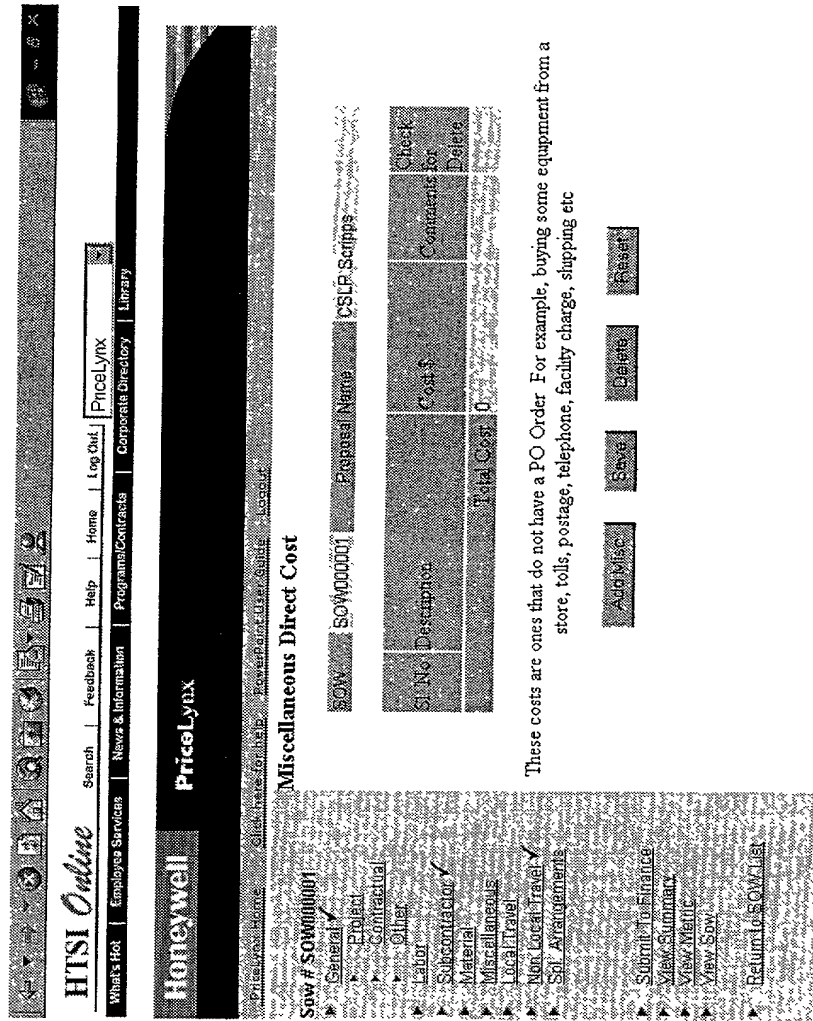 HTSI Online
Search | Feedback | Help | Home | Log Out | PriceLynx
What's Hot | Employee Services | News & Information | Programs/Contracts | Corporate Directory | Library
Honeywell
PriceLynx
PriceLynx Home Click here for help PowerPoint User Guide Logout
Sow # SOW0000001
General
Project
Contractual
Other
Labor
Subcontractor
Material
Miscellaneous
Local Travel
Non Local Travel
Spl. Arrangements
Submit To Finance
View Summary
View Metric
View Sow
Return to SOW List
Miscellaneous Direct Cost
SOW SOW0000001 Proposal Name CSLP Scripps
Sl. No Description Cost $ Comments Check for Delete
Total Cost 0
These costs are ones that do not have a PO Order For example, buying some equipment from a
store, tolls, postage, telephone, facility charge, shipping etc
Add Misc Save Delete Reset